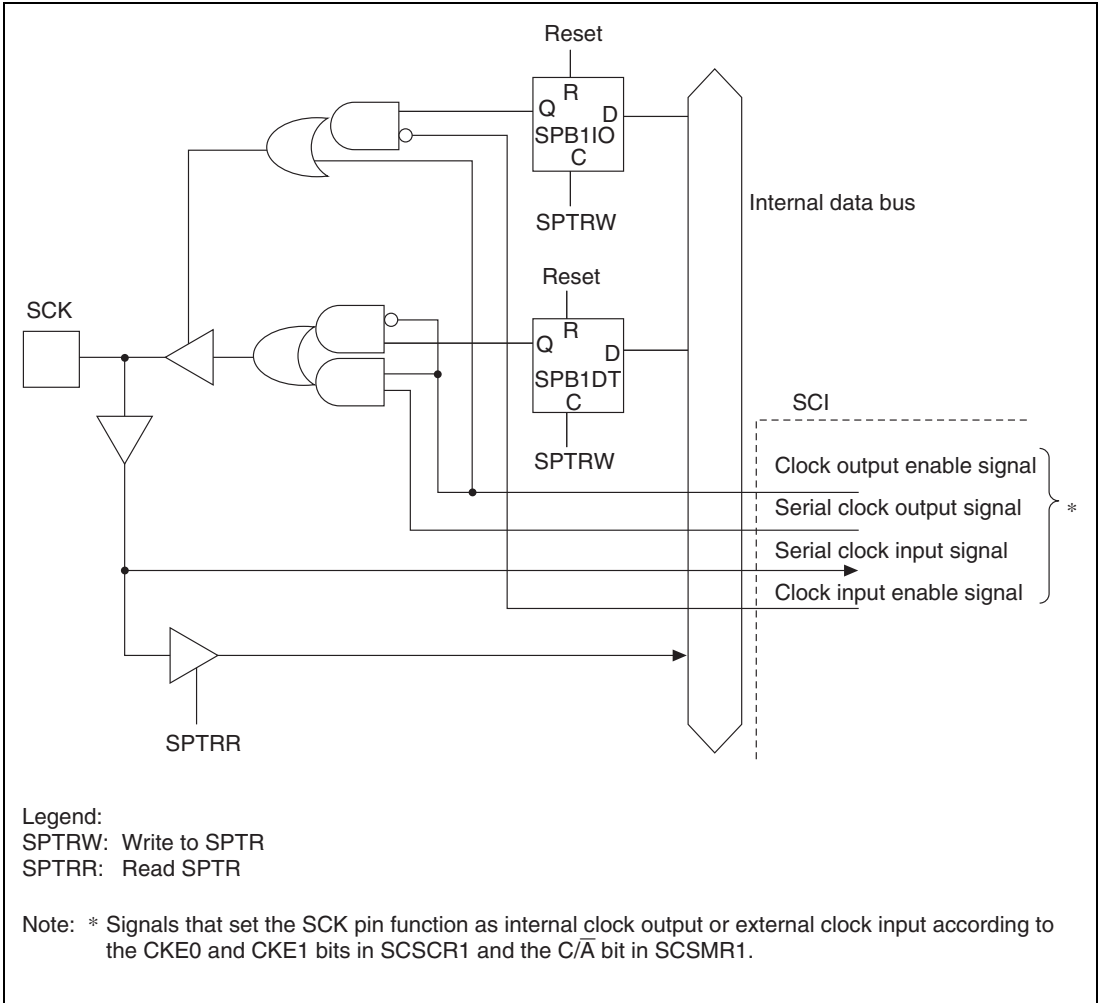 Reset
R
Q
D
SPB1IO
C
SPTRW
Internal data bus
Reset
SCK
R
Q
D
SPB1DT
C
SPTRW
SCI
Clock output enable signal
Serial clock output signal
*
Serial clock input signal
Clock input enable signal
SPTRR
Legend:
SPTRW: Write to SPTR
SPTRR: Read SPTR
Note: * Signals that set the SCK pin function as internal clock output or external clock input according to
the CKE0 and CKE1 bits in SCSCR1 and the C/A̅ bit in SCSMR1.